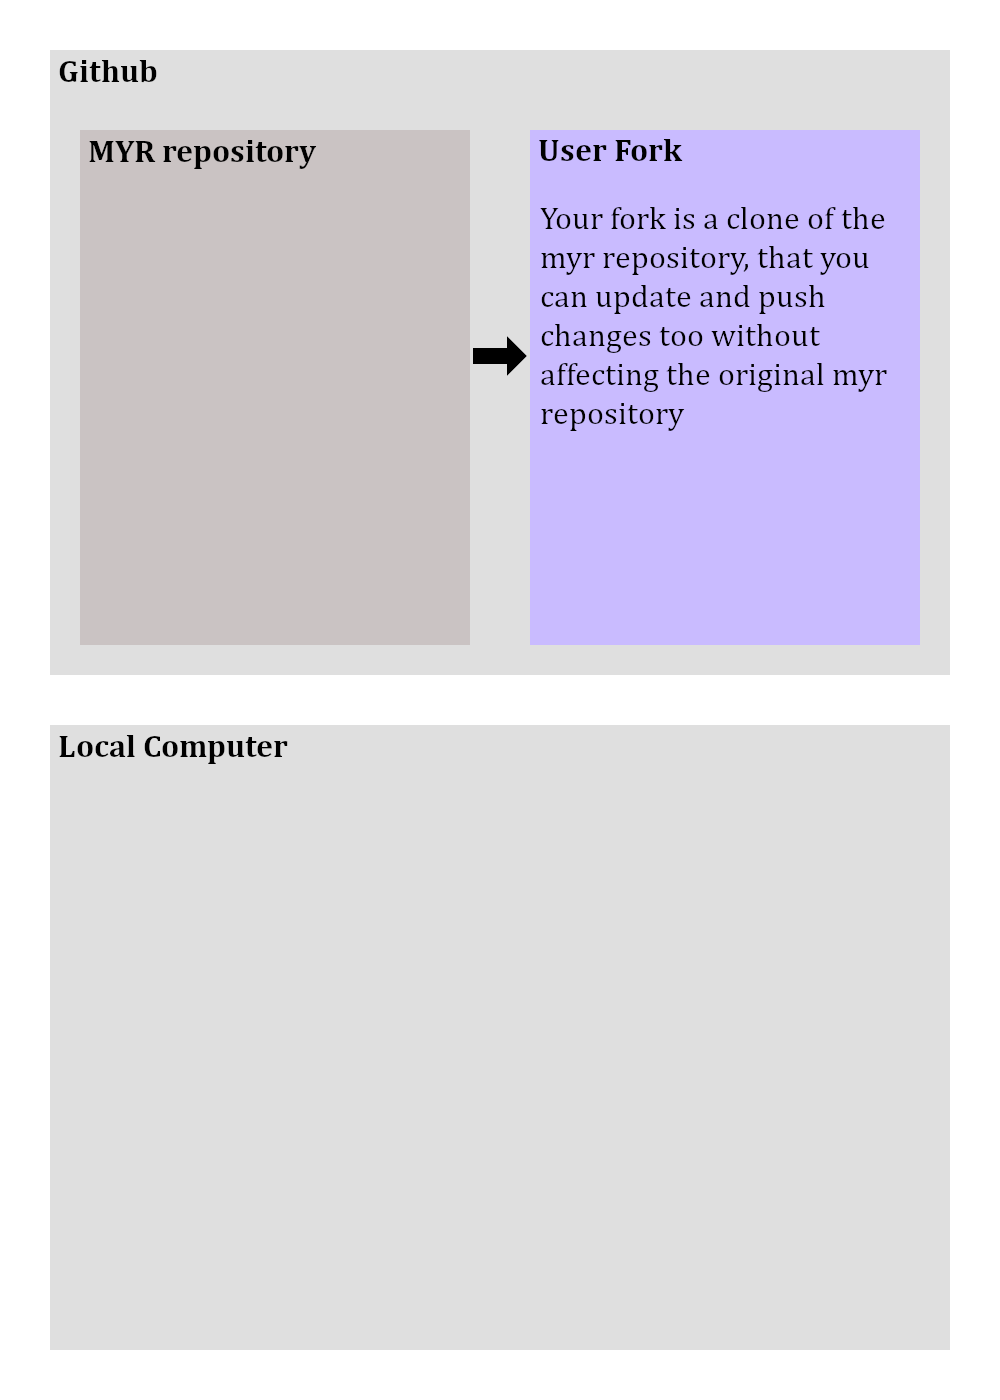 Github
MYR repository
User Fork
Your fork is a clone of the
myr repository, that you
can update and push
changes too without
affecting the original myr
repository
Local Computer